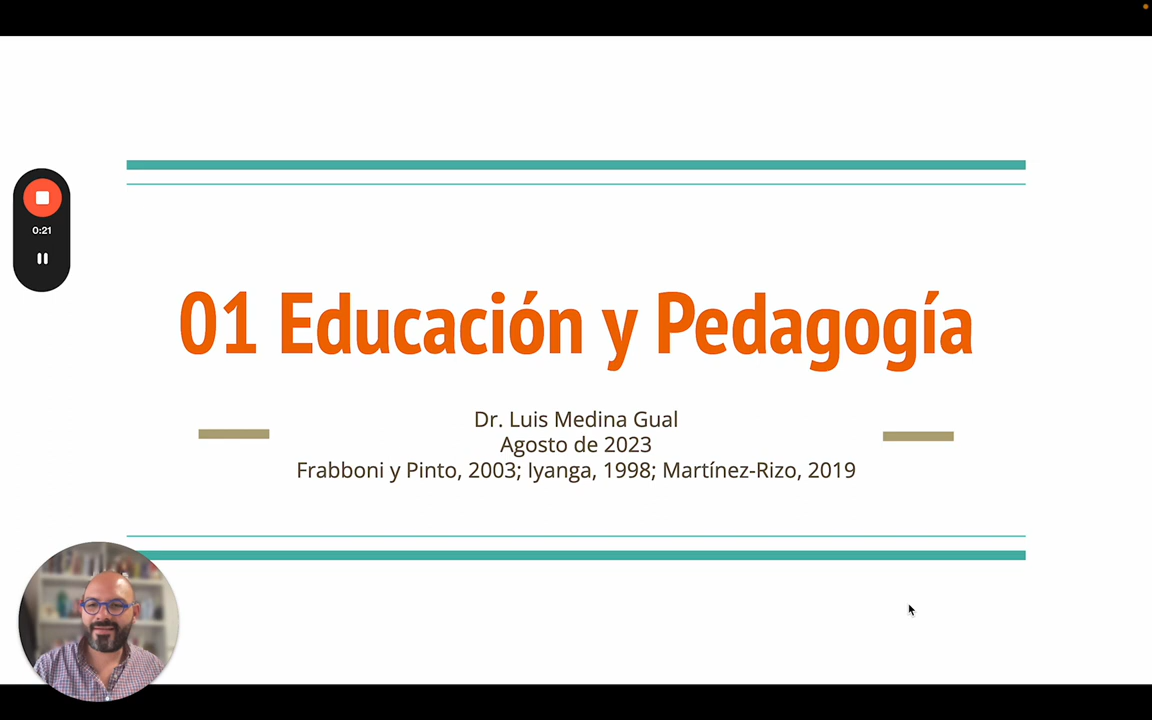 0:21
01 Educación y Pedagogía
Dr. Luis Medina Gual
Agosto de 2023
Frabboni y Pinto, 2003; Iyanga, 1998; Martínez-Rizo, 2019